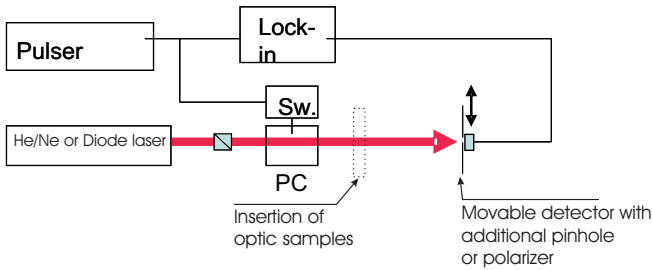 Pulser
Lock-
in
Sw.
He/Ne or Diode laser
PC
Insertion of
optic samples
Movable detector with
additional pinhole
or polarizer